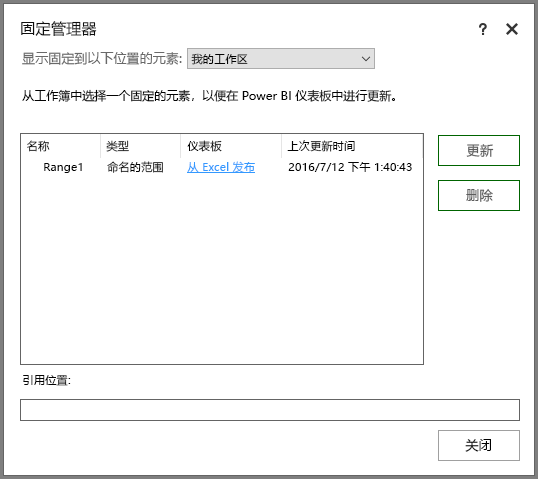 固定管理器 ? ×
显示固定到以下位置的元素: 我的工作区
从工作簿中选择一个固定的元素，以便在 Power BI 仪表板中进行更新。
名称 类型 仪表板 上次更新时间
Range1 命名的范围 从 Excel 发布 2016/7/12 下午 1:40:43
更新
删除
引用位置:
关闭